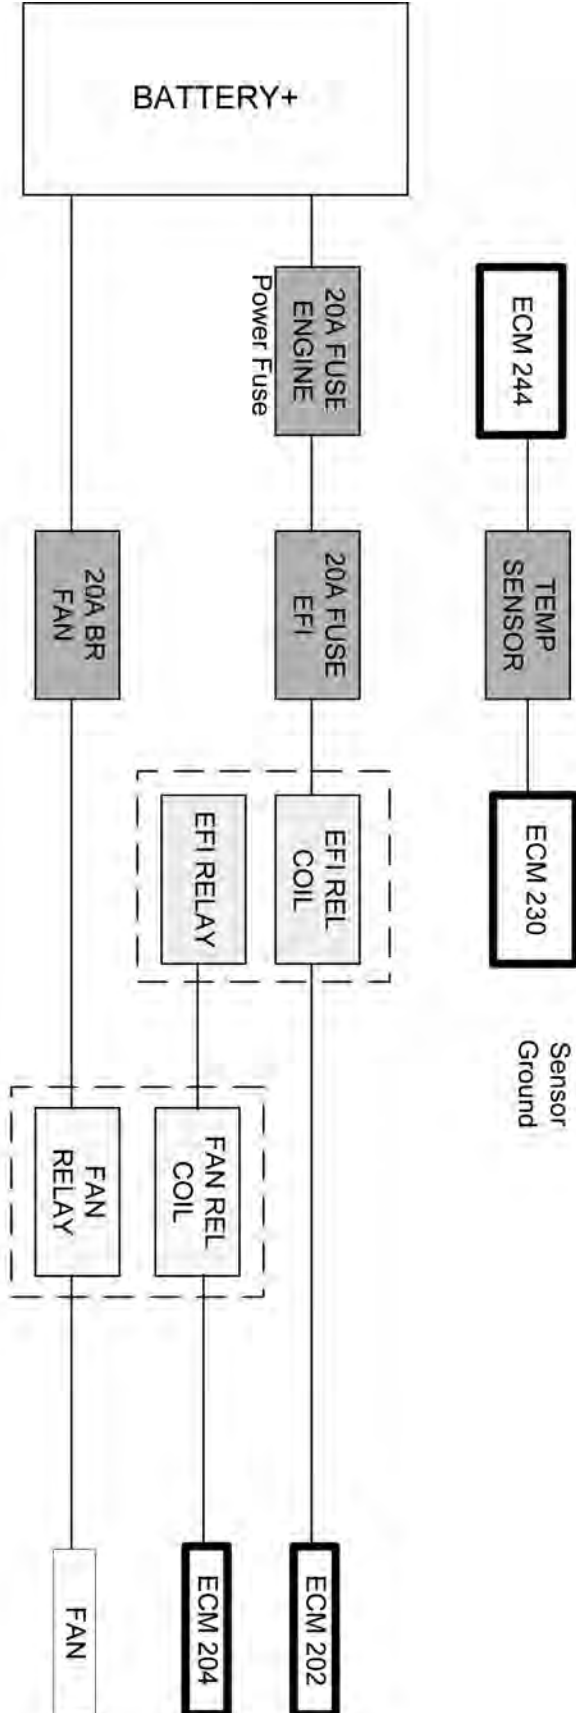 BATTERY+
20A FUSE
ENGINE
Power Fuse
ECM 244
20A BR
FAN
20A FUSE
EFI
TEMP
SENSOR
EFI RELAY
EFI REL
COIL
ECM 230
Sensor
Ground
FAN
RELAY
FAN REL
COIL
FAN
ECM 204
ECM 202